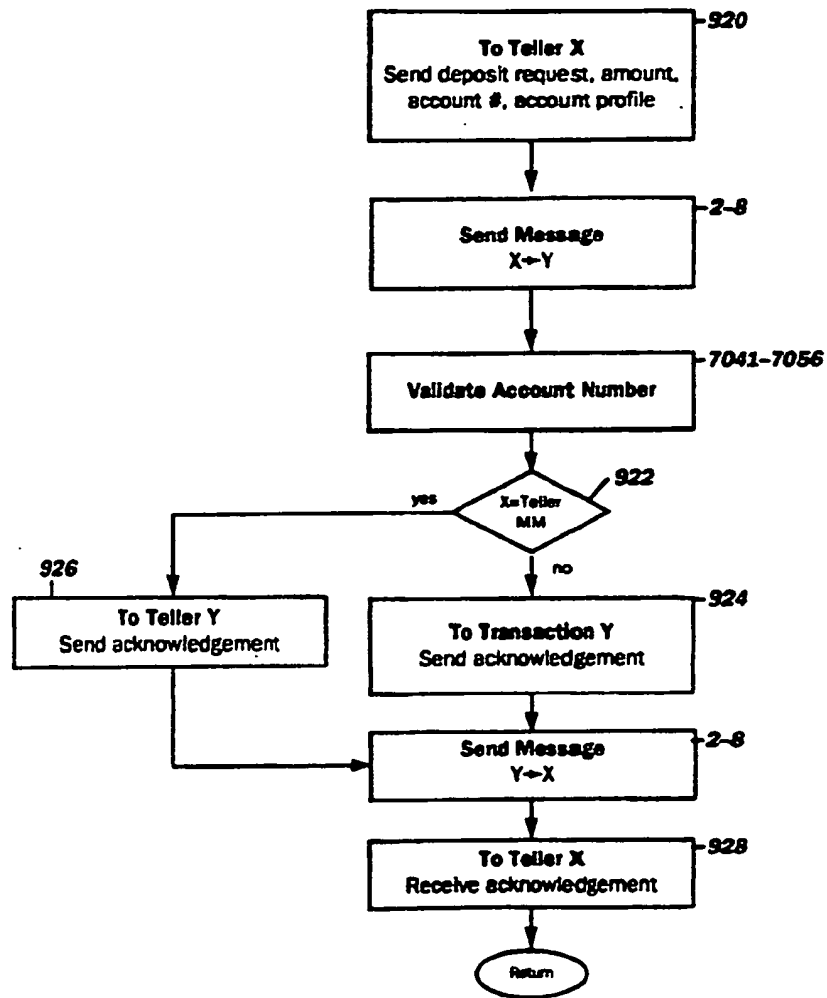 920
To Teller X
Send deposit request, amount,
account #, account profile
2-8
Send Message
X→Y
7041-7056
Validate Account Number
922
X=Teller
MM
yes
no
926
To Teller Y
Send acknowledgement
924
To Transaction Y
Send acknowledgement
2-8
Send Message
Y→X
928
To Teller X
Receive acknowledgement
Return